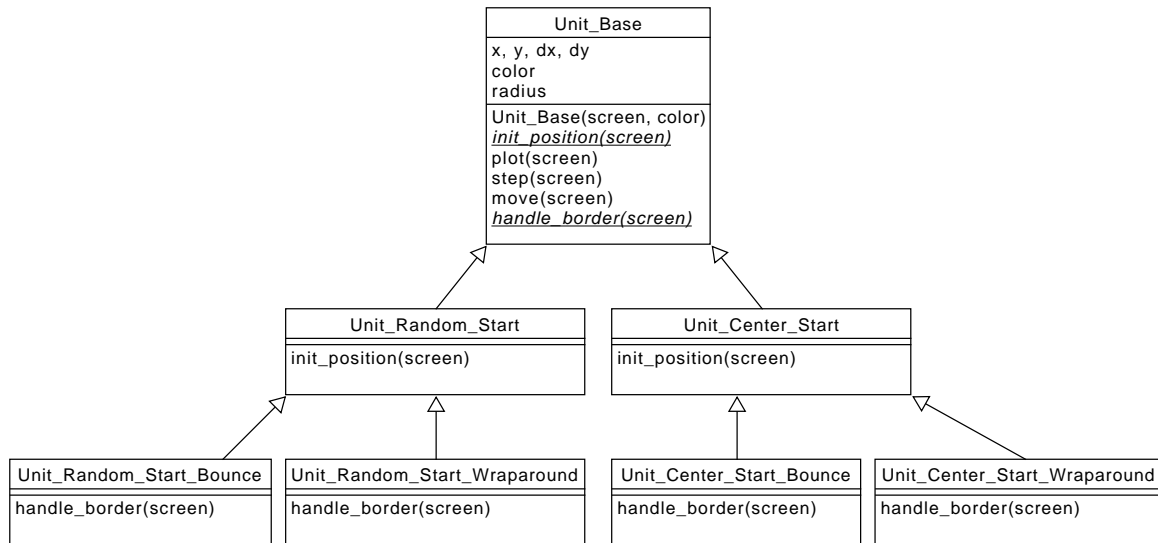 Unit_Base
x, y, dx, dy
color
radius
Unit_Base(screen, color)
init_position(screen)
plot(screen)
step(screen)
move(screen)
handle_border(screen)
Unit_Random_Start
init_position(screen)
Unit_Center_Start
init_position(screen)
Unit_Random_Start_Bounce
handle_border(screen)
Unit_Random_Start_Wraparound
handle_border(screen)
Unit_Center_Start_Bounce
handle_border(screen)
Unit_Center_Start_Wraparound
handle_border(screen)